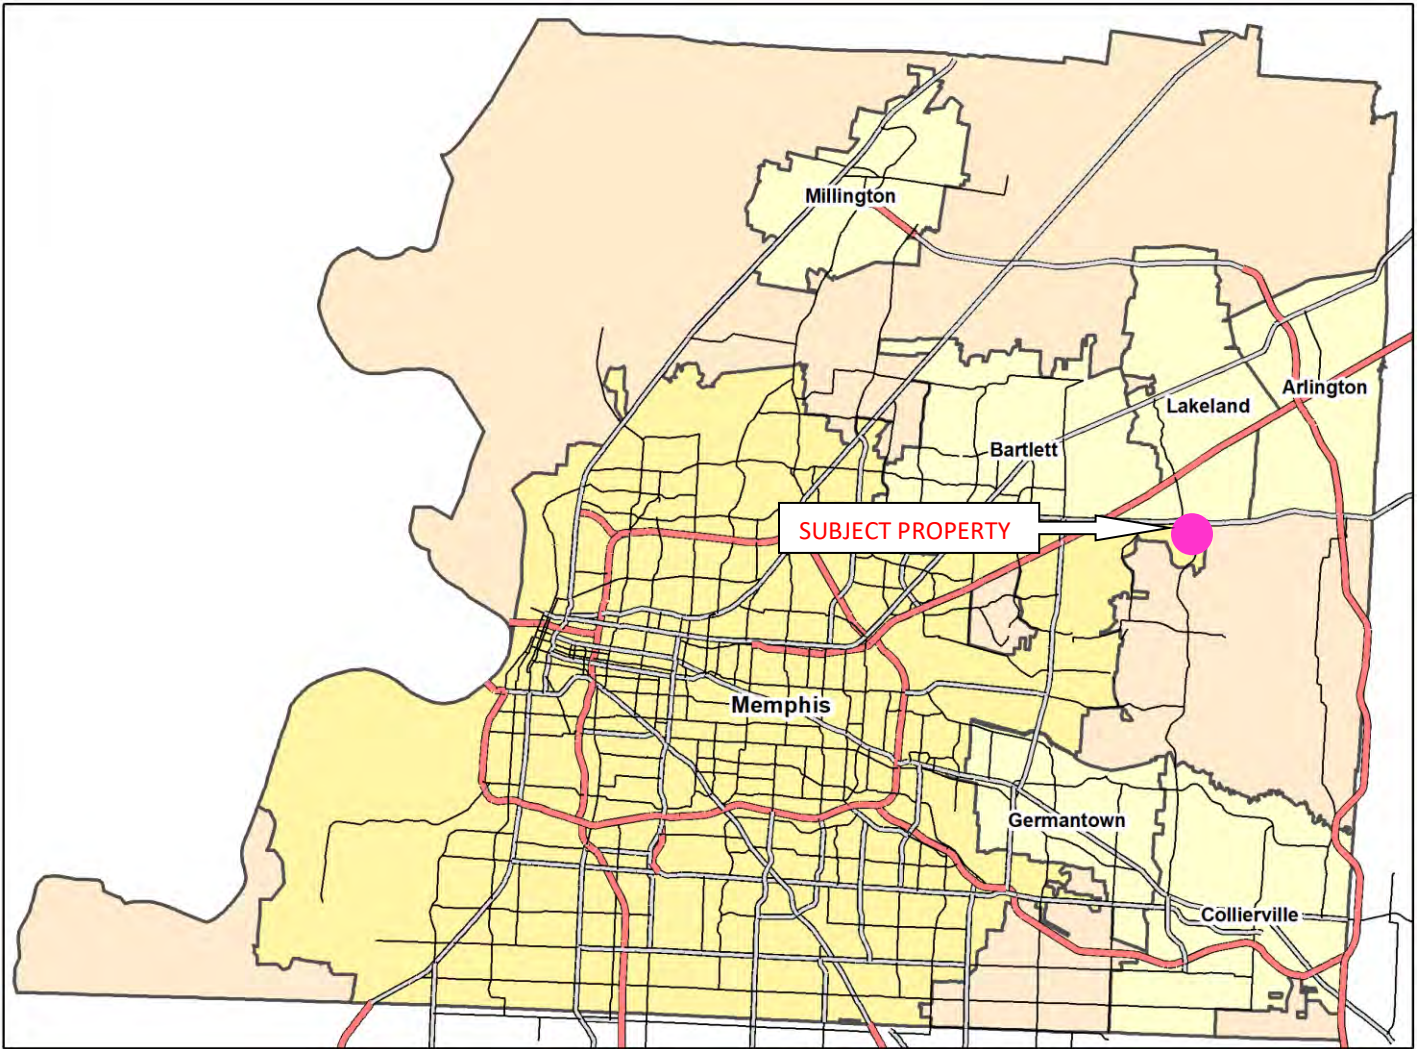 Millington
Arlington
Lakeland
Bartlett
SUBJECT PROPERTY
Memphis
Germantown
Collierville